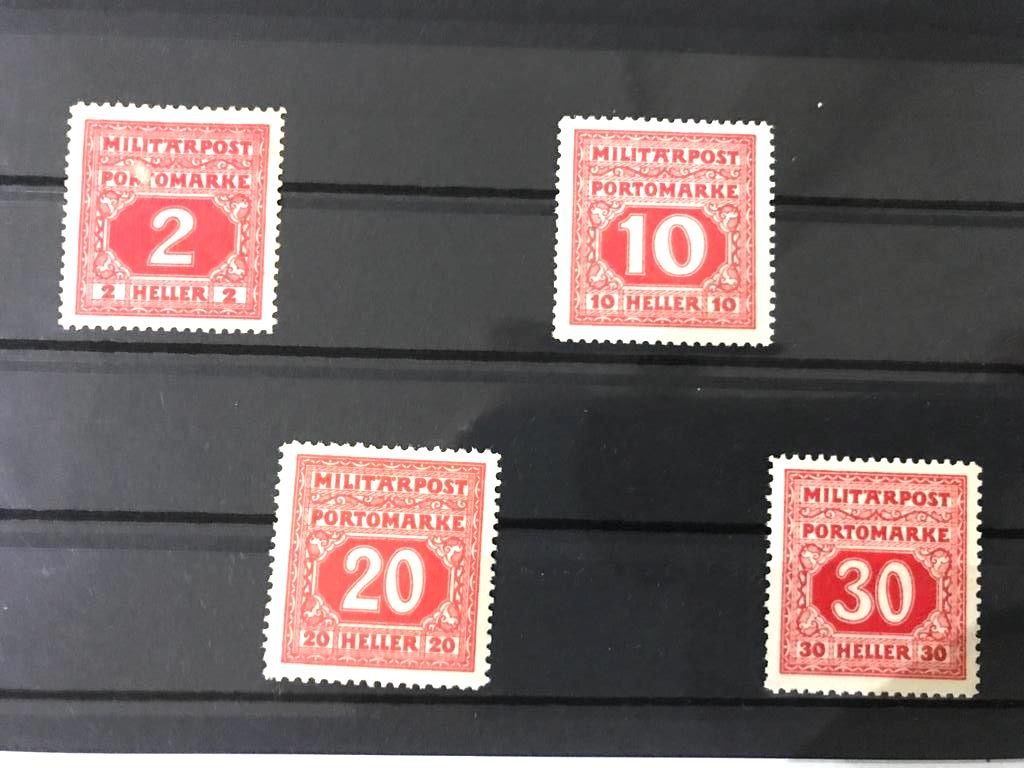 MILITÄRPOST
PORTOMARKE
2
2 HELLER 2
MILITÄRPOST
PORTOMARKE
10
10 HELLER 10
MILITÄRPOST
PORTOMARKE
20
20 HELLER 20
MILITÄRPOST
PORTOMARKE
30
30 HELLER 30